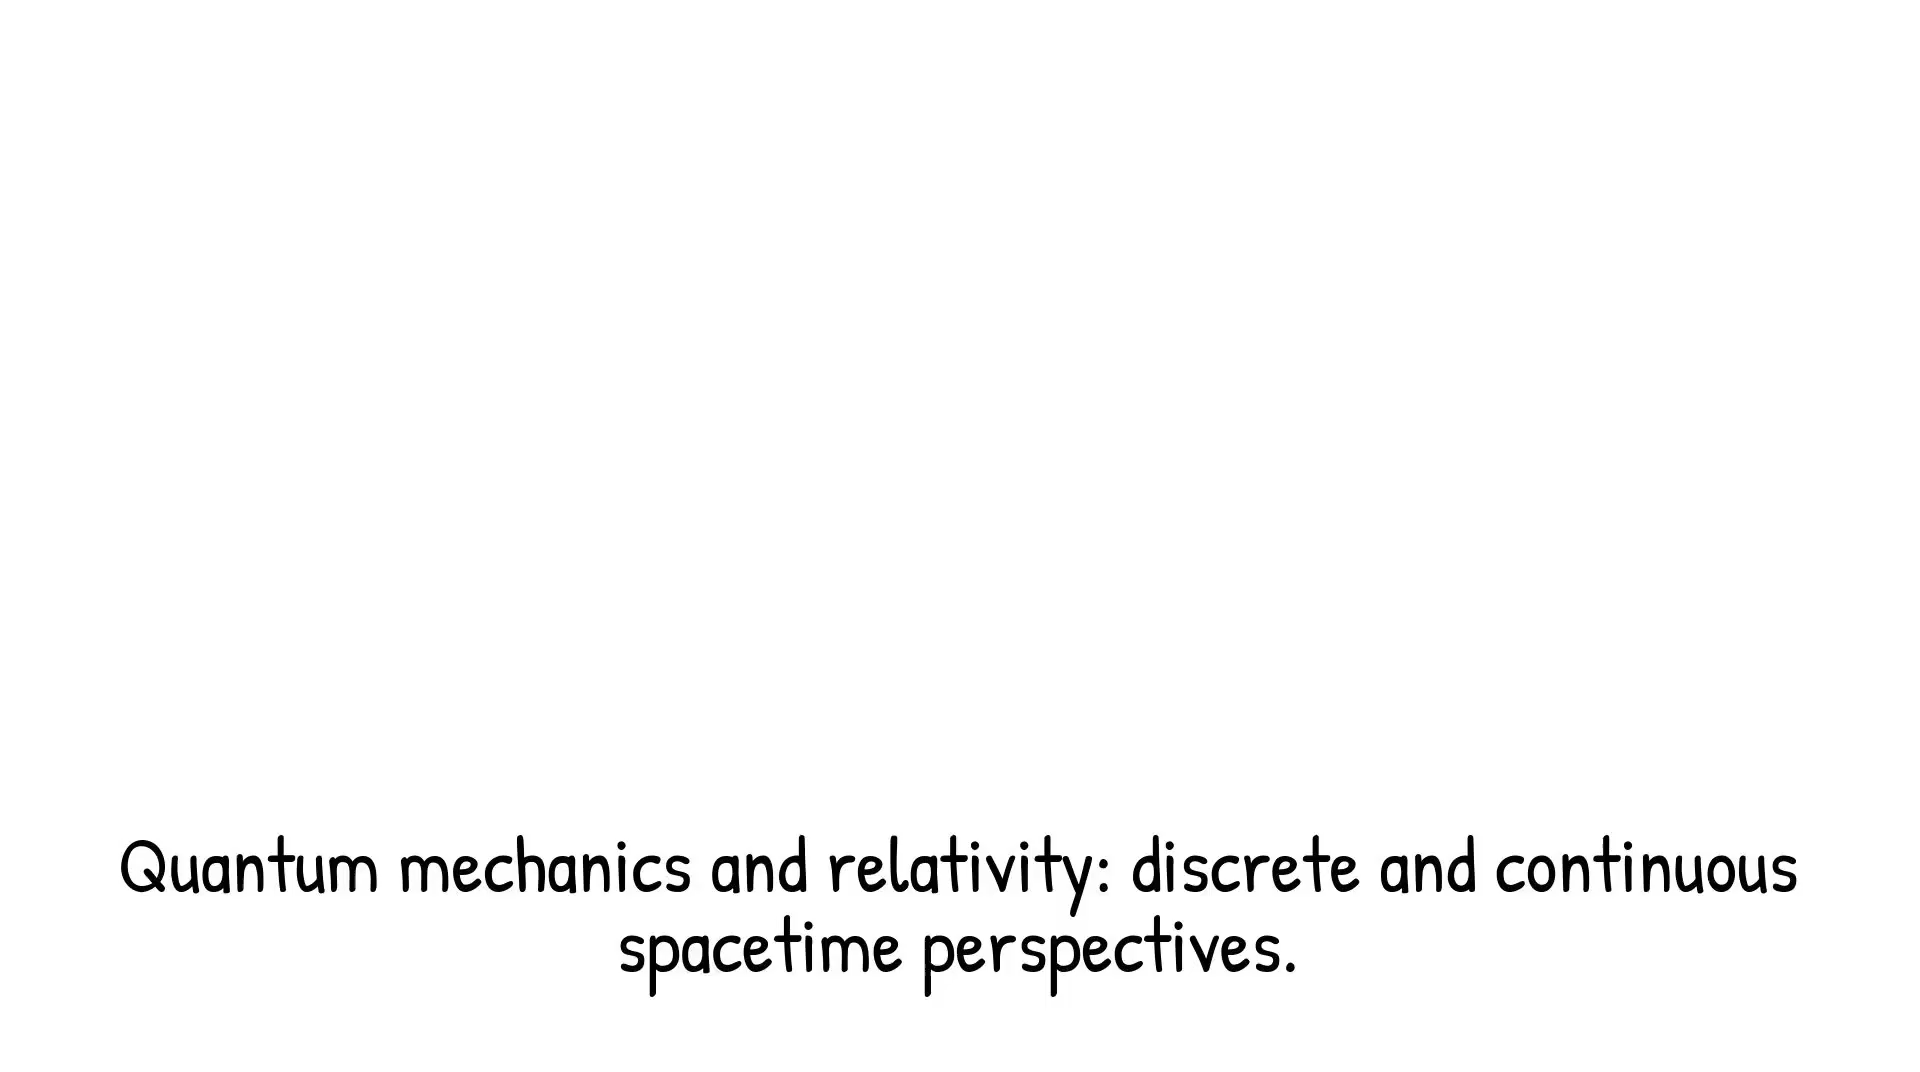 Quantum mechanics and relativity: discrete and continuous
spacetime perspectives.